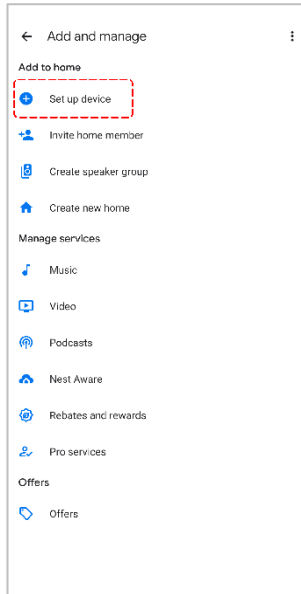 Add and manage
Add to home
Set up device
Invite home member
Create speaker group
Create new home
Manage services
Music
Video
Podcasts
Nest Aware
Rebates and rewards
Pro services
Offers
Offers